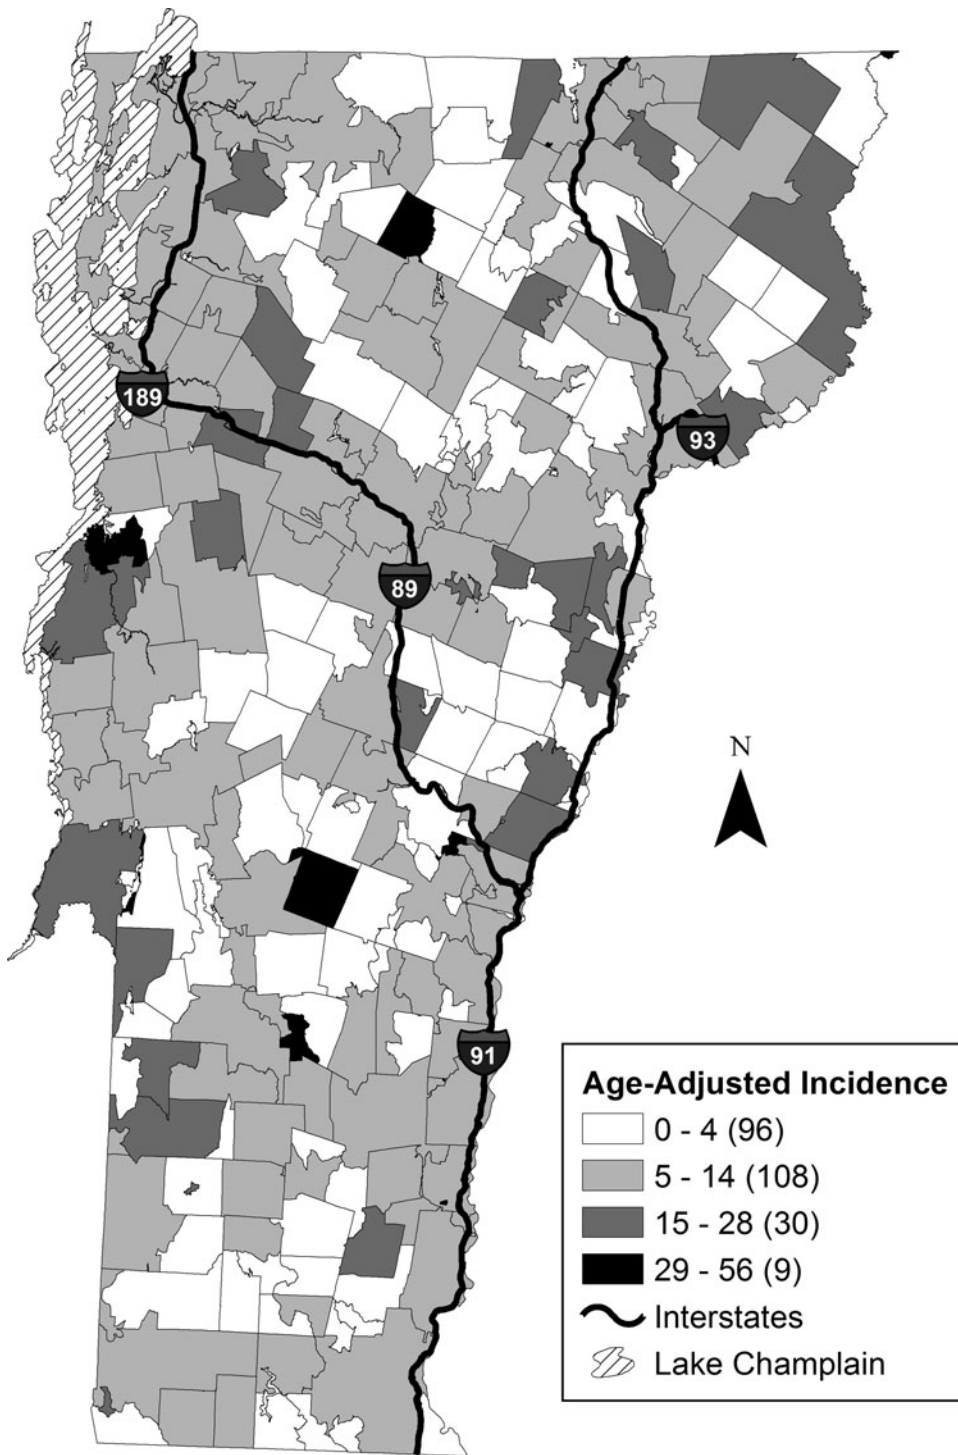 189
93
89
N
91
Age-Adjusted Incidence
0 - 4 (96)
5 - 14 (108)
15 - 28 (30)
29 - 56 (9)
Interstates
Lake Champlain